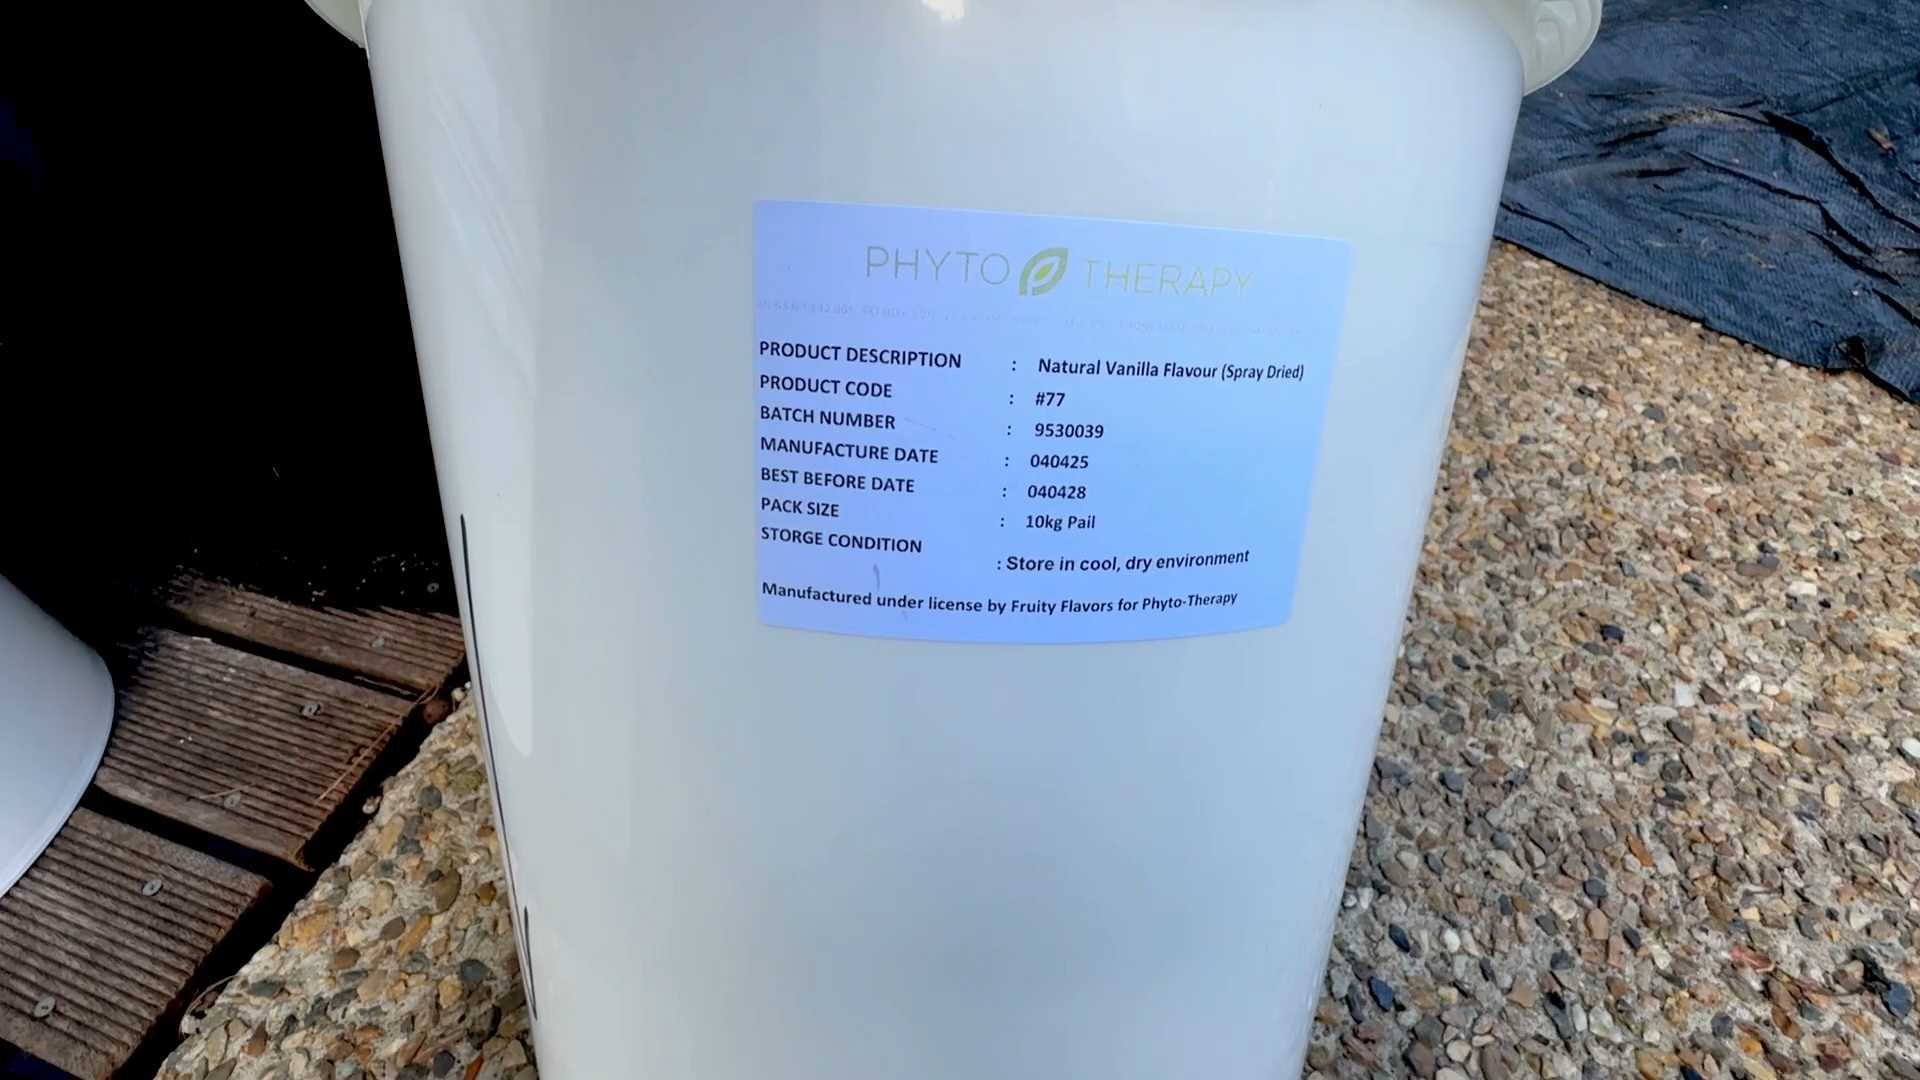 PHYTO THERAPY
PRODUCT DESCRIPTION : Natural Vanilla Flavour (Spray Dried)
PRODUCT CODE : #77
BATCH NUMBER : 9530039
MANUFACTURE DATE : 040425
BEST BEFORE DATE : 040428
PACK SIZE : 10kg Pail
STORGE CONDITION : Store in cool, dry environment
Manufactured under license by Fruity Flavors for Phyto-Therapy